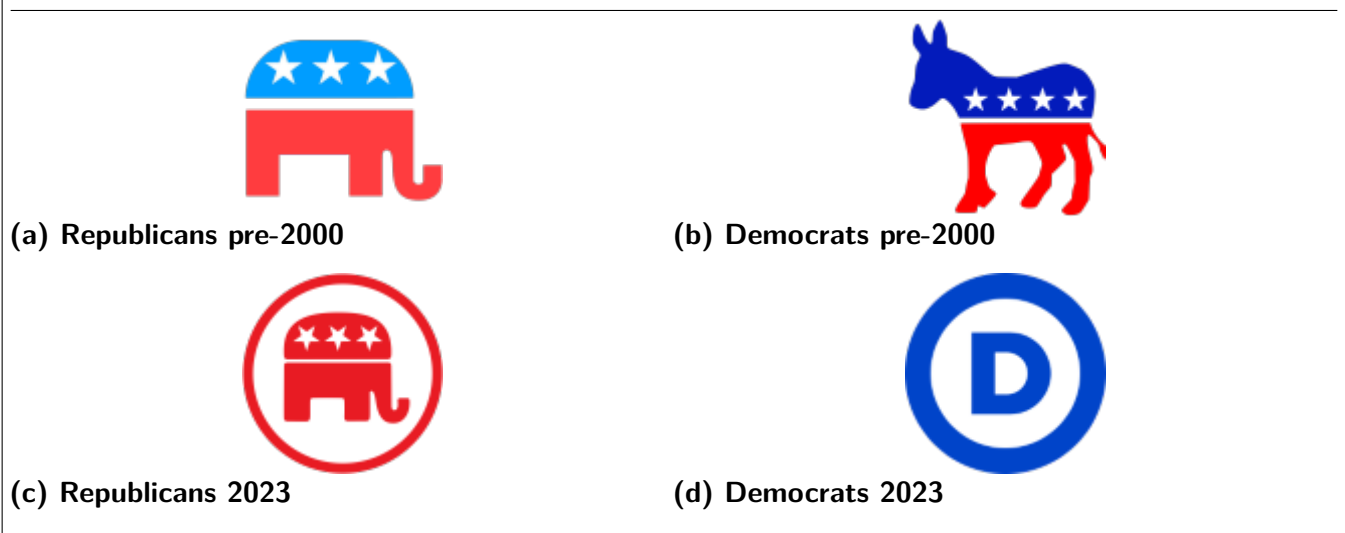 (a) Republicans pre-2000
(b) Democrats pre-2000
D
(c) Republicans 2023
(d) Democrats 2023